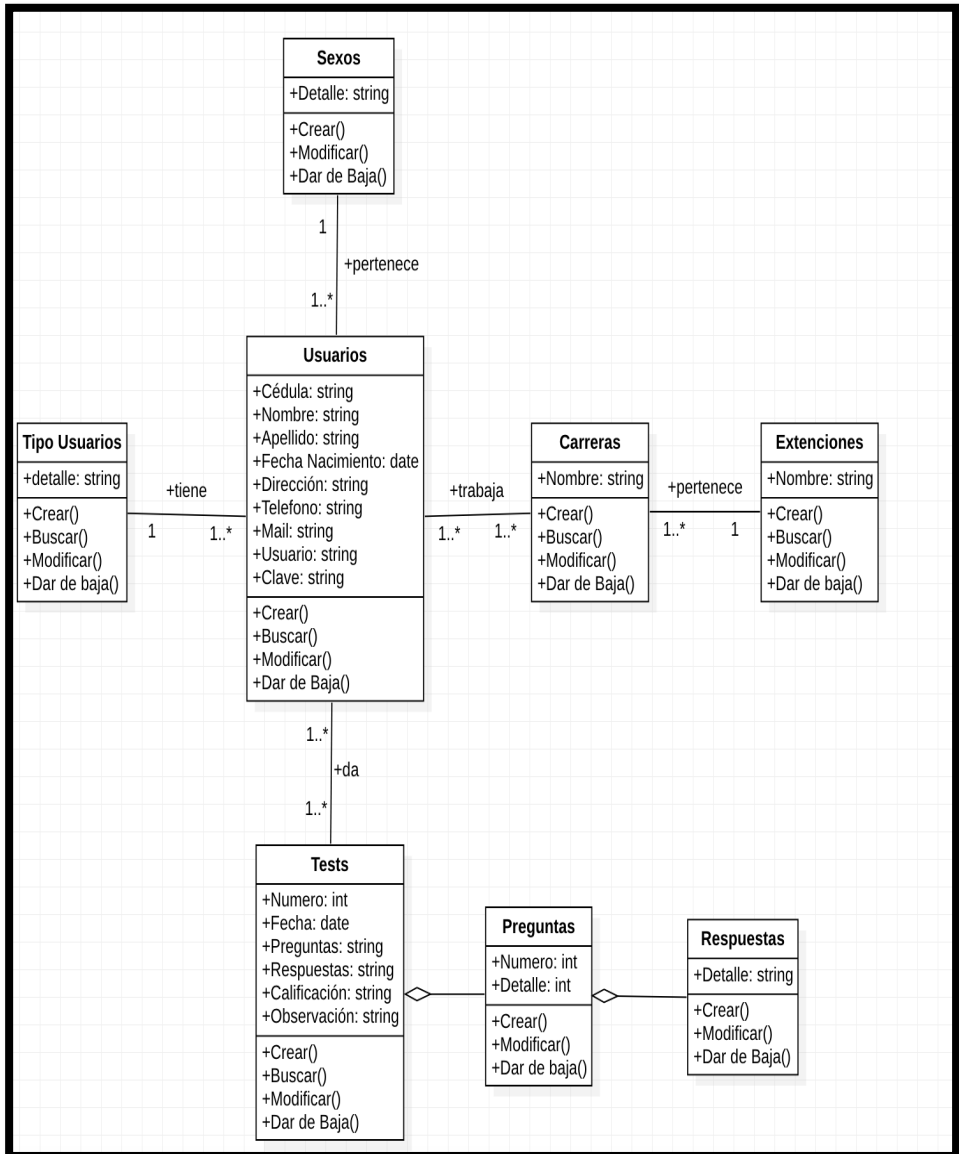 Sexos
+Detalle: string
+Crear()
+Modificar()
+Dar de Baja()
1
+pertenece
1..*
Usuarios
+Cédula: string
+Nombre: string
+Apellido: string
+Fecha Nacimiento: date
+Dirección: string
+Telefono: string
+Mail: string
+Usuario: string
+Clave: string
+Crear()
+Buscar()
+Modificar()
+Dar de Baja()
Tipo Usuarios
+detalle: string
+Crear()
+Buscar()
+Modificar()
+Dar de baja()
+tiene
1
1..*
+trabaja
1..*
1..*
Carreras
+Nombre: string
+Crear()
+Buscar()
+Modificar()
+Dar de Baja()
+pertenece
1..*
1
Extenciones
+Nombre: string
+Crear()
+Buscar()
+Modificar()
+Dar de baja()
1..*
+da
1..*
Tests
+Numero: int
+Fecha: date
+Preguntas: string
+Respuestas: string
+Calificación: string
+Observación: string
+Crear()
+Buscar()
+Modificar()
+Dar de Baja()
Preguntas
+Numero: int
+Detalle: int
+Crear()
+Modificar()
+Dar de baja()
Respuestas
+Detalle: string
+Crear()
+Modificar()
+Dar de Baja()